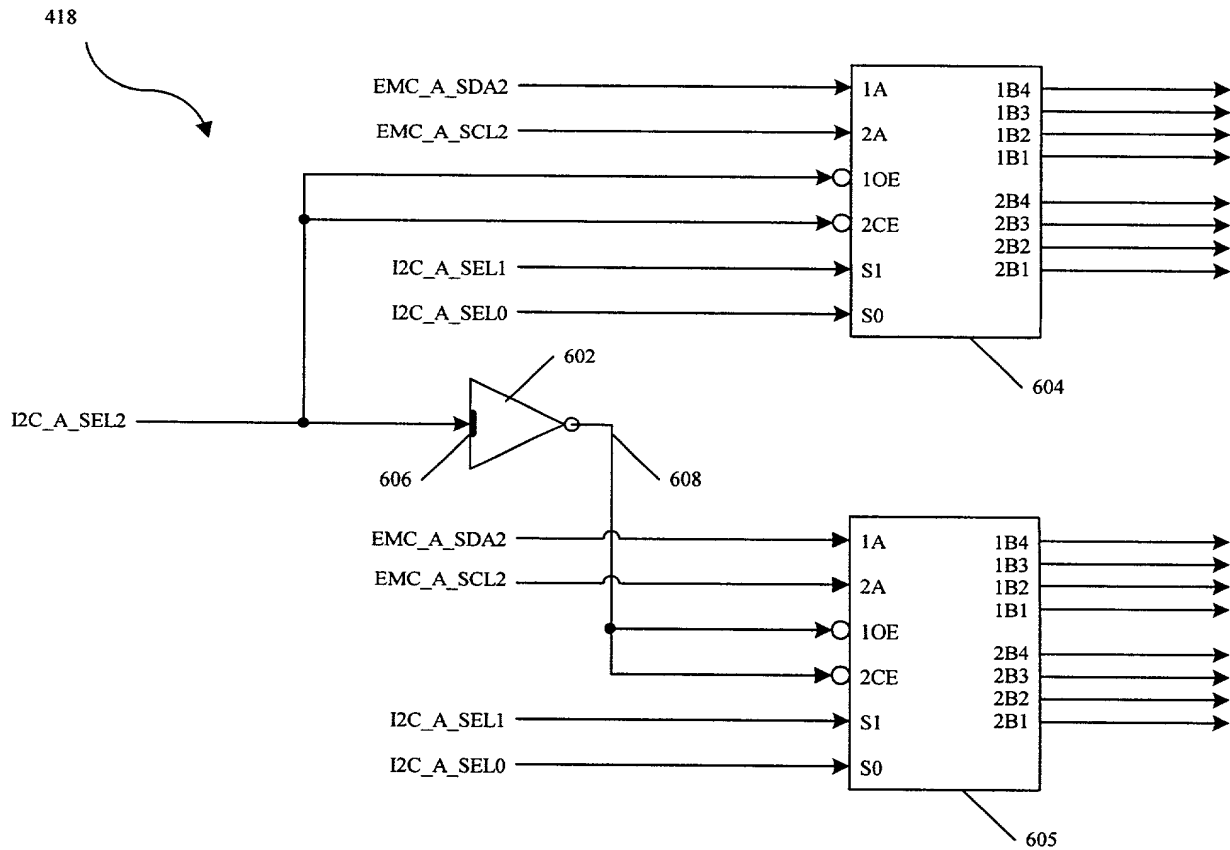 418
EMC_A_SDA2
1A
1B4
1B3
EMC_A_SCL2
2A
1B2
1B1
1OE
2B4
2CE
2B3
2B2
I2C_A_SEL1
S1
2B1
I2C_A_SEL0
S0
602
604
I2C_A_SEL2
606
608
EMC_A_SDA2
1A
1B4
1B3
EMC_A_SCL2
2A
1B2
1B1
1OE
2B4
2CE
2B3
2B2
I2C_A_SEL1
S1
2B1
I2C_A_SEL0
S0
605